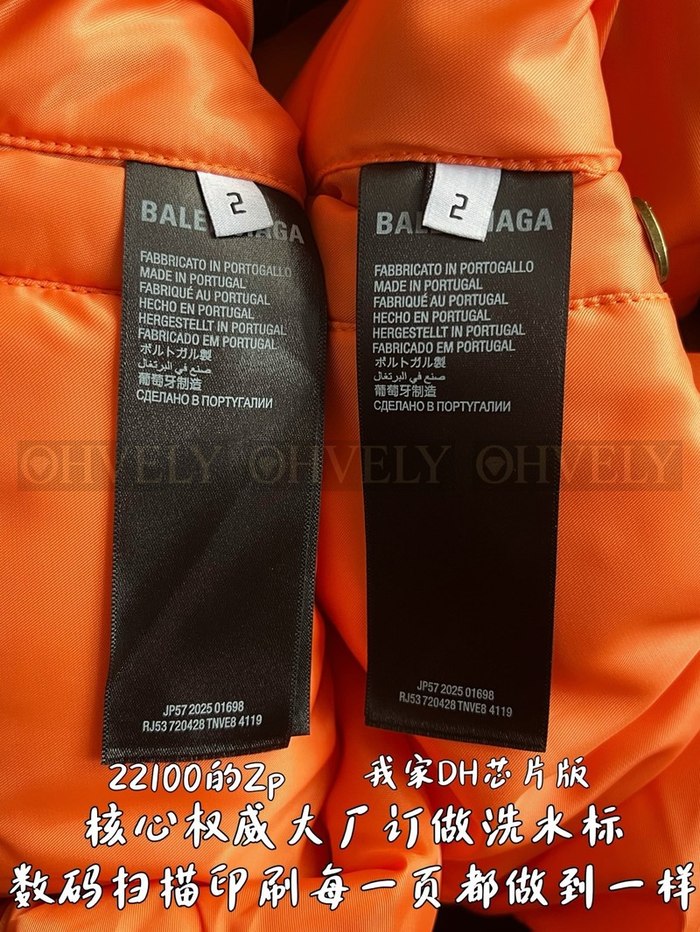 2
BALENCIAGA
FABBRICATO IN PORTOGALLO
MADE IN PORTUGAL
FABRIQUÉ AU PORTUGAL
HECHO EN PORTUGAL
HERGESTELLT IN PORTUGAL
FABRICADO EM PORTUGAL
ポルトガル製
صنع في البرتغال
葡萄牙制造
СДЕЛАНО В ПОРТУГАЛИИ
JP57 2025 01698
RJ53 720428 TNVE8 4119
2
BALENCIAGA
FABBRICATO IN PORTOGALLO
MADE IN PORTUGAL
FABRIQUÉ AU PORTUGAL
HECHO EN PORTUGAL
HERGESTELLT IN PORTUGAL
FABRICADO EM PORTUGAL
ポルトガル製
صنع في البرتغال
葡萄牙制造
СДЕЛАНО В ПОРТУГАЛИИ
JP57 2025 01698
RJ53 720428 TNVE8 4119
OHVELY OHVELY OHVELY
22100的Zp 我家DH芯片版
核心权威大厂订做洗水标
数码扫描印刷每一页都做到一样